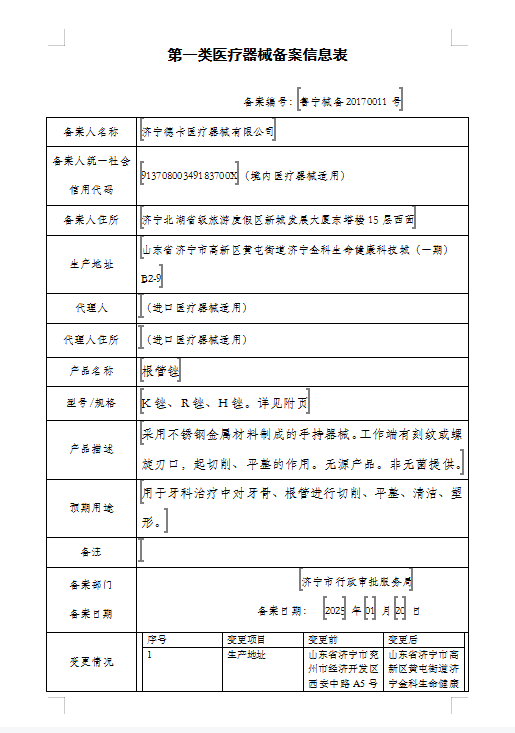 第一类医疗器械备案信息表
备案编号：鲁宁械备20170011 号
备案人名称 济宁德卡医疗器械有限公司
备案人统一社会
信用代码
9137080034918370​0X（境内医疗器械适用）
备案人住所 济宁北湖省级旅游度假区新城发展大厦东塔楼 15 层西面
生产地址
山东省济宁市高新区黄屯街道济宁金科生命健康科技城（一期）
B2-9
代理人 （进口医疗器械适用）
代理人住所 （进口医疗器械适用）
产品名称 根管锉
型号/规格 K 锉、R 锉、H 锉。详见附页
产品描述
采用不锈钢金属材料制成的手持器械。工作端有刻纹或螺
旋刃口，起切削、平整的作用。无源产品。非无菌提供。
预期用途
用于牙科治疗中对牙骨、根管进行切削、平整、清洁、塑
形。
备注
备案部门
备案日期
济宁市行政审批服务局
备案日期： 2025 年 01 月 20 日
变更情况
序号 变更项目 变更前 变更后
1 生产地址 山东省济宁市兖 山东省济宁市高
州市经济开发区 新区黄屯街道济
西安中路 A5 号 宁金科生命健康